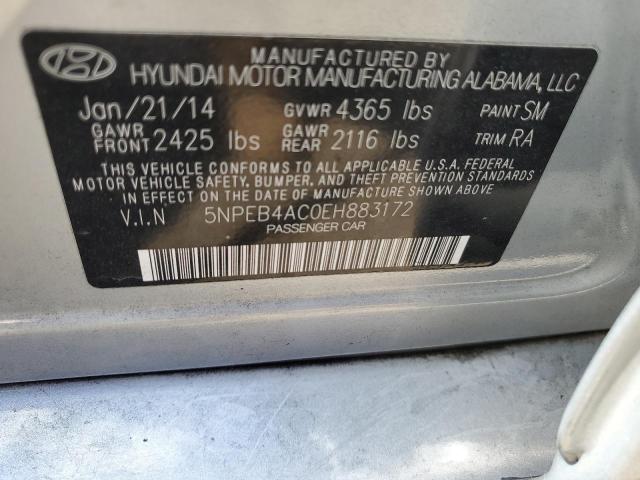 MANUFACTURED BY
HYUNDAI MOTOR MANUFACTURING ALABAMA, LLC
Jan/21/14 GVWR 4365 lbs PAINT SM
GAWR FRONT 2425 lbs GAWR REAR 2116 lbs TRIM RA
THIS VEHICLE CONFORMS TO ALL APPLICABLE U.S.A. FEDERAL
MOTOR VEHICLE SAFETY, BUMPER, AND THEFT PREVENTION STANDARDS IN
EFFECT ON THE DATE OF MANUFACTURE SHOWN ABOVE.
V.I.N 5NPEB4AC0EH883172
PASSENGER CAR